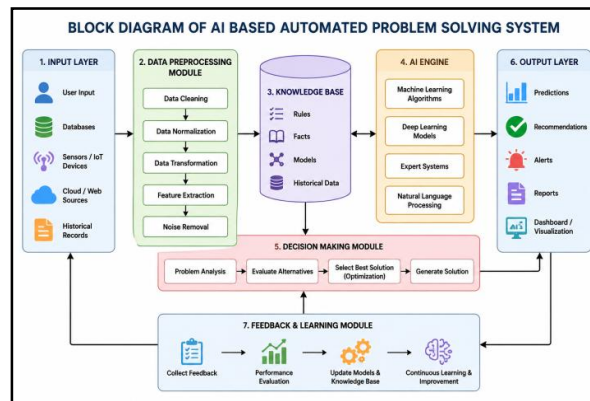 BLOCK DIAGRAM OF AI BASED AUTOMATED PROBLEM SOLVING SYSTEM
1. INPUT LAYER
User Input
Databases
Sensors / IoT
Devices
Cloud / Web
Sources
Historical
Records
2. DATA PREPROCESSING
MODULE
Data Cleaning
Data Normalization
Data Transformation
Feature Extraction
Noise Removal
3. KNOWLEDGE BASE
Rules
Facts
Models
Historical Data
4. AI ENGINE
Machine Learning
Algorithms
Deep Learning
Models
Expert Systems
Natural Language
Processing
6. OUTPUT LAYER
Predictions
Recommendations
Alerts
Reports
AI
Dashboard /
Visualization
5. DECISION MAKING MODULE
Problem Analysis
Evaluate Alternatives
Select Best Solution
(Optimization)
Generate Solution
7. FEEDBACK & LEARNING MODULE
Collect Feedback
Performance
Evaluation
Update Models &
Knowledge Base
Continuous Learning &
Improvement